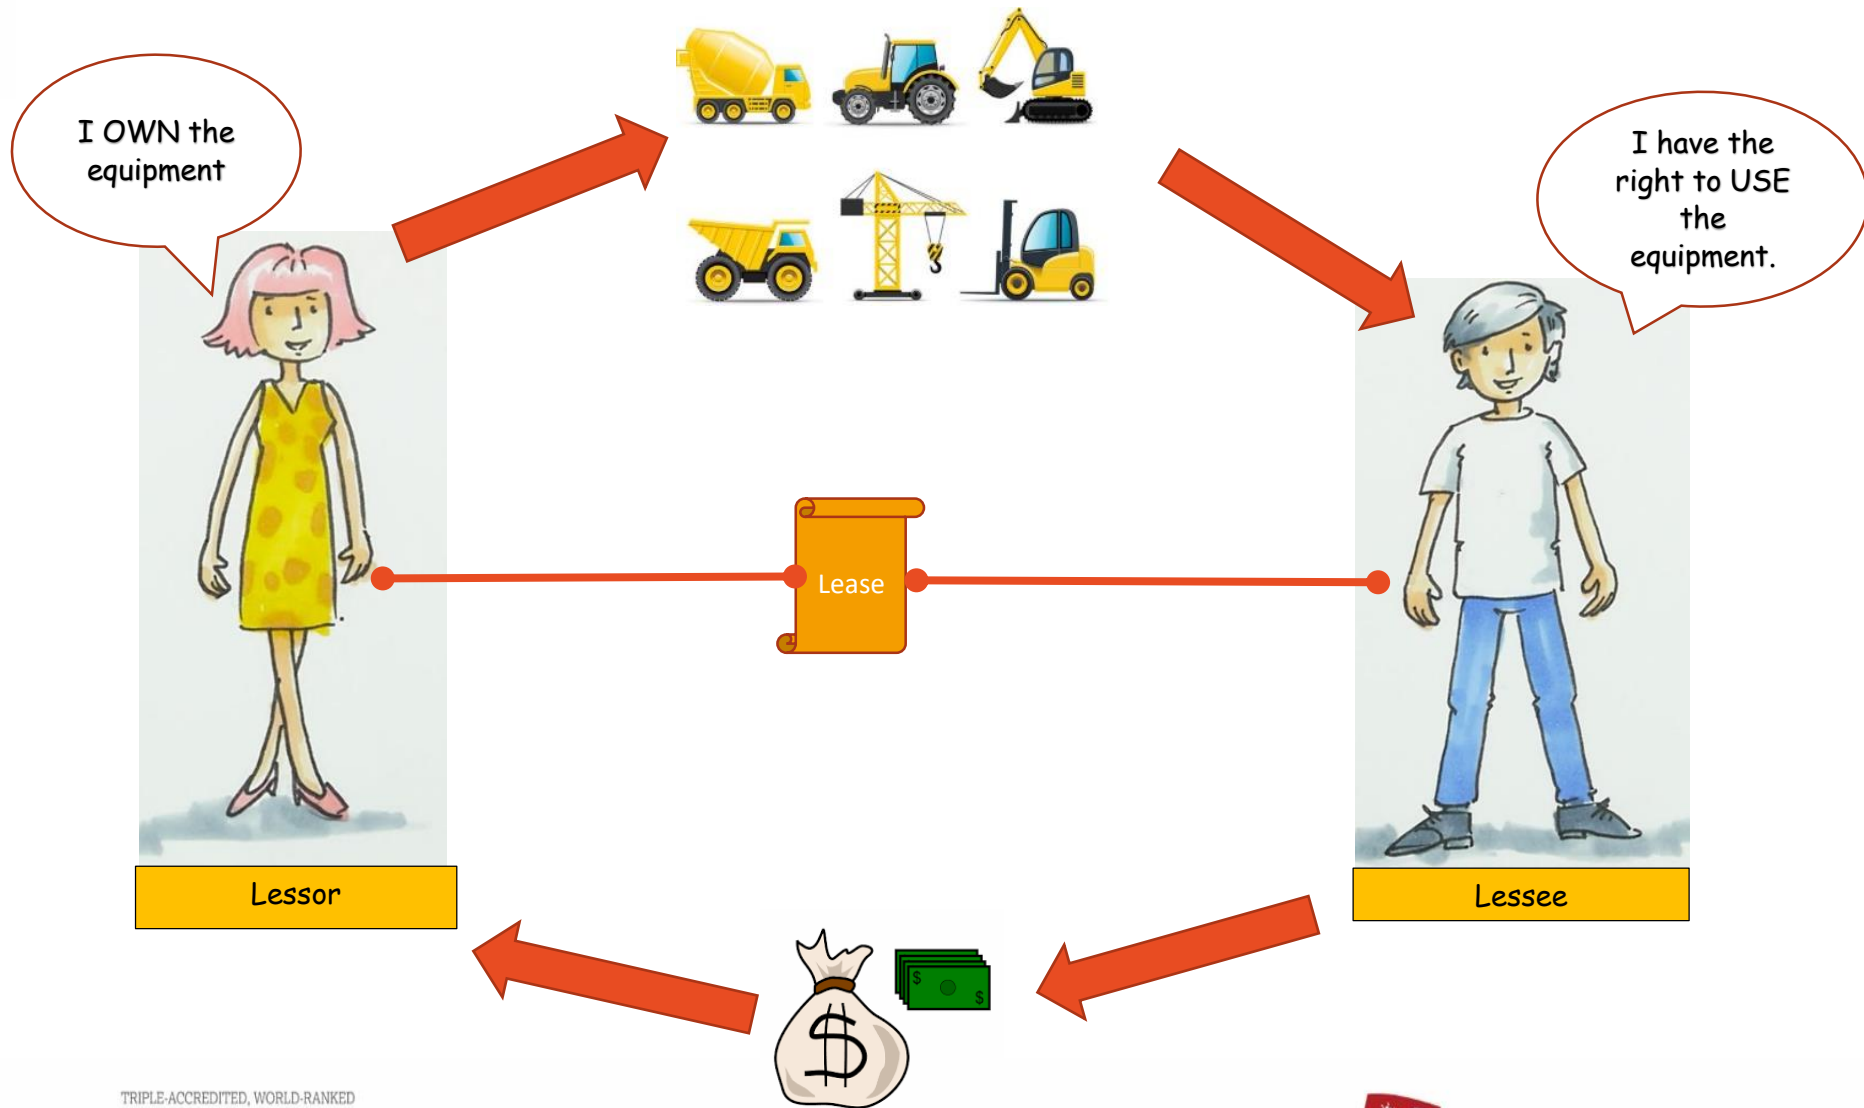 I OWN the
equipment
I have the
right to USE
the
equipment.
Lease
Lessor
Lessee
$
$
$
TRIPLE-ACCREDITED, WORLD-RANKED